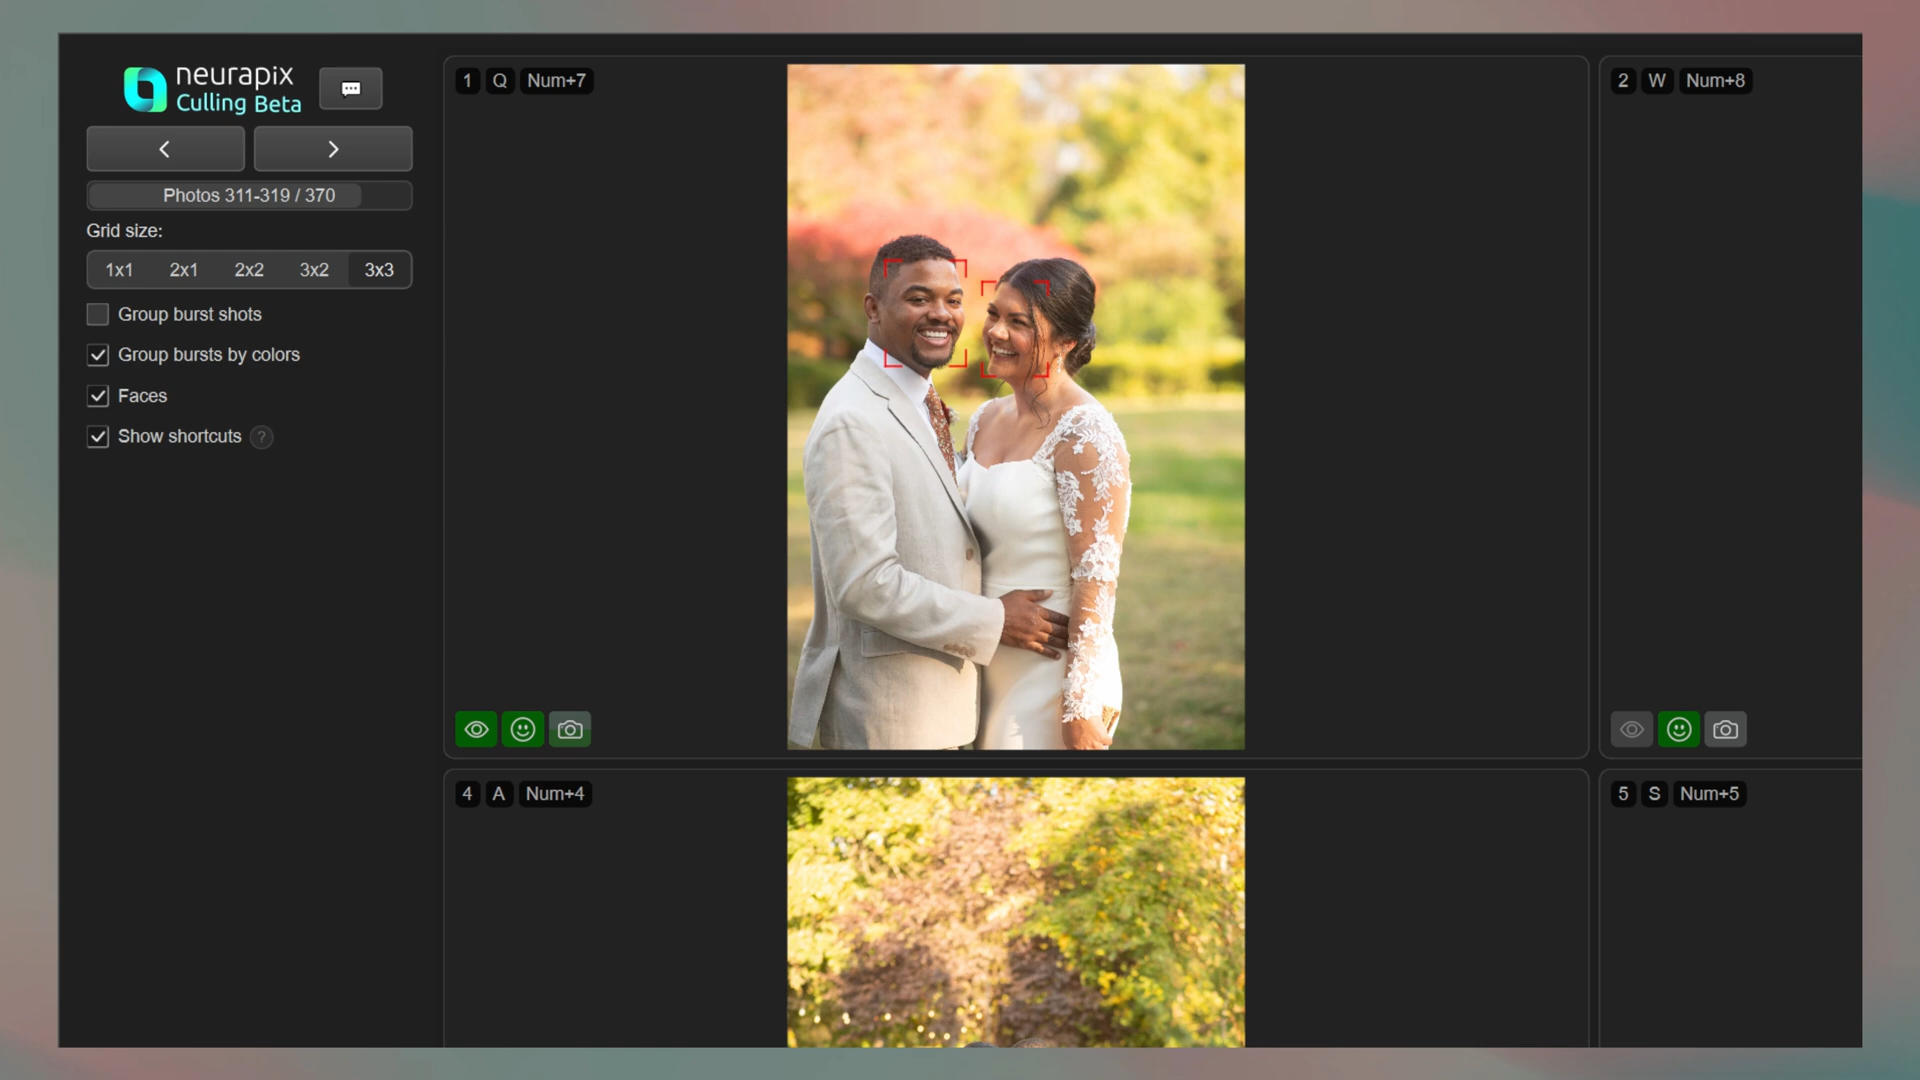 neurapix
Culling Beta
Photos 311-319 / 370
Grid size:
1x1 2x1 2x2 3x2 3x3
Group burst shots
Group bursts by colors
Faces
Show shortcuts ?
1 Q Num+7
2 W Num+8
4 A Num+4
5 S Num+5